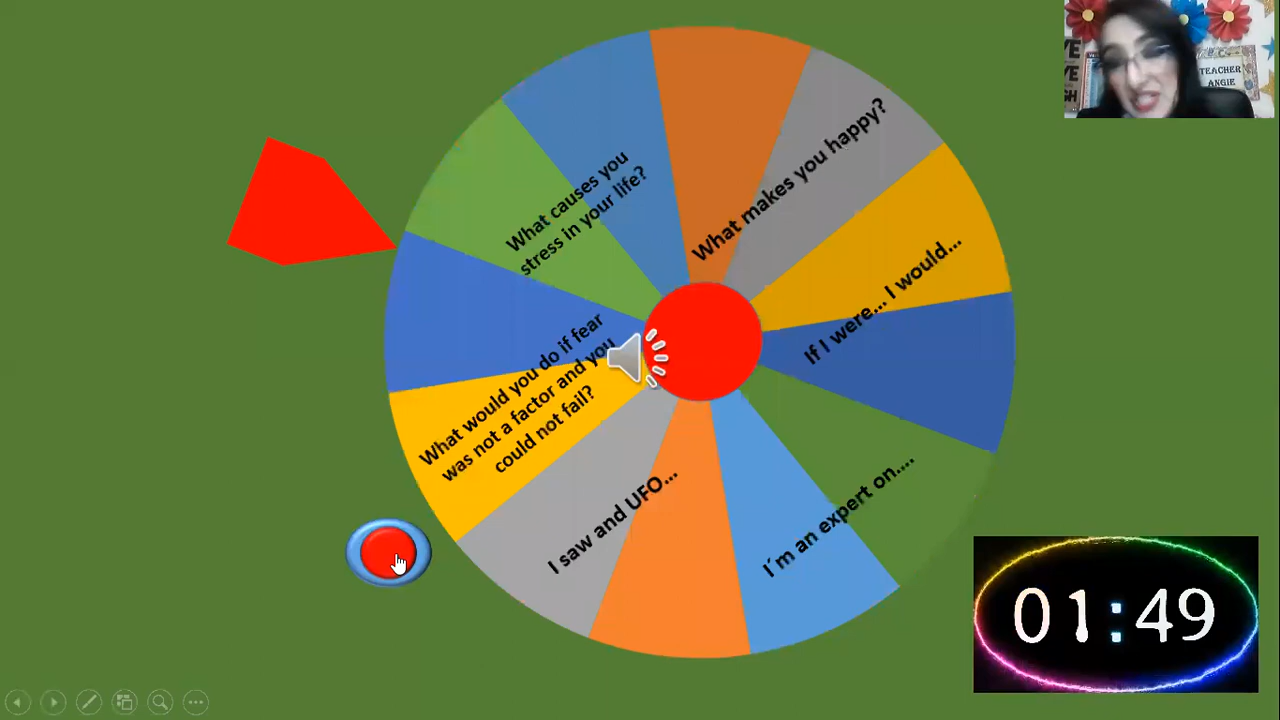 TEACHER
ANGIE
What causes you
stress in your life?
What makes you happy?
If I were... I would...
What would you do if fear
was not a factor and you
could not fail?
I saw and UFO...
I´m an expert on....
01:49